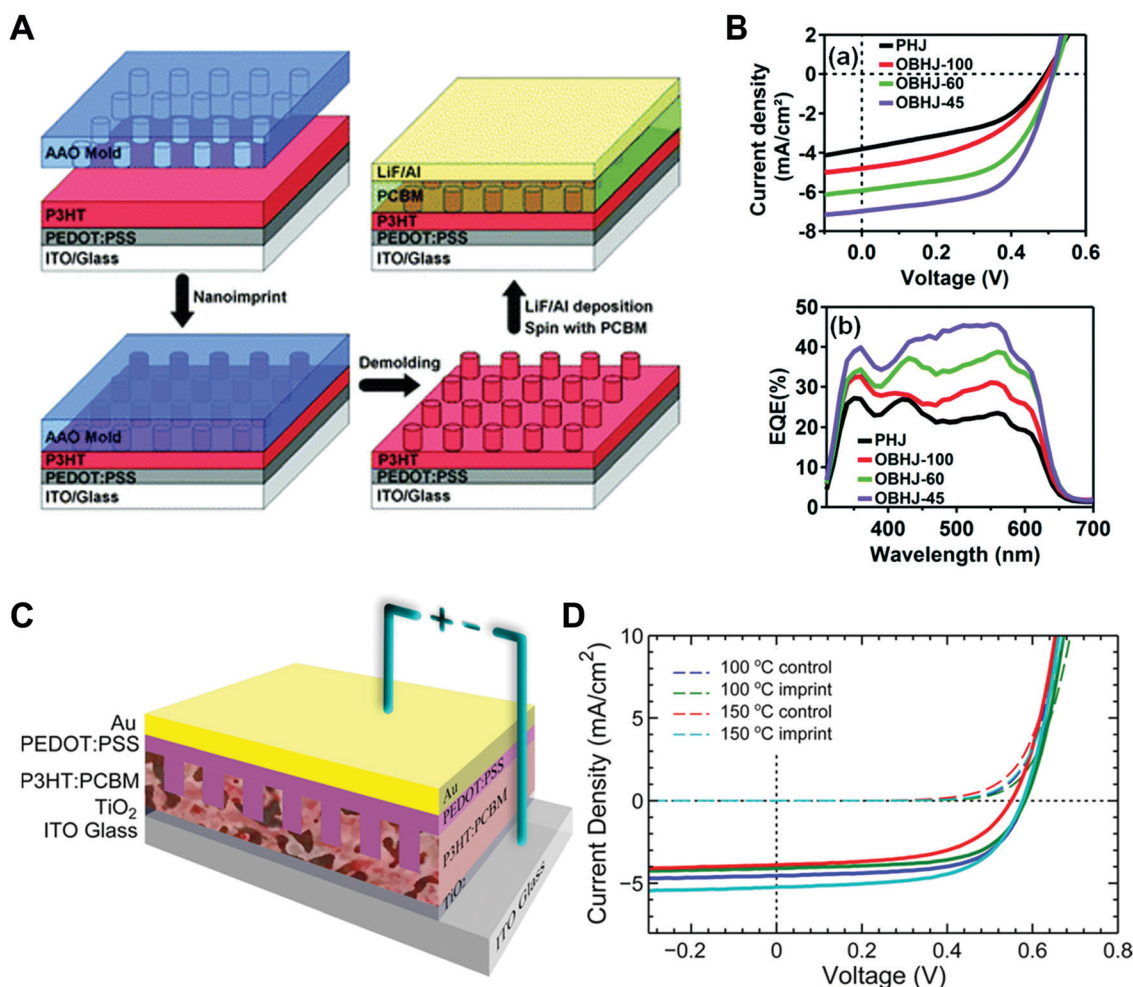 A
AAO Mold
P3HT
PEDOT:PSS
ITO/Glass
Nanoimprint
AAO Mold
P3HT
PEDOT:PSS
ITO/Glass
Demolding
LiF/Al
PCBM
P3HT
PEDOT:PSS
ITO/Glass
LiF/Al deposition
Spin with PCBM
P3HT
PEDOT:PSS
ITO/Glass
B
(a)
PHJ
OBHJ-100
OBHJ-60
OBHJ-45
Current density
(mA/cm²)
2
0
-2
-4
-6
-8
0.0
0.2
0.4
0.6
Voltage (V)
(b)
EQE(%)
50
40
30
20
10
0
PHJ
OBHJ-100
OBHJ-60
OBHJ-45
400
500
600
700
Wavelength (nm)
C
Au
PEDOT:PSS
P3HT:PCBM
TiO₂
ITO Glass
+ -
Au
PEDOT:PSS
P3HT:PCBM
TiO₂
ITO Glass
D
Current Density (mA/cm²)
10
5
0
−5
100 °C control
100 °C imprint
150 °C control
150 °C imprint
−0.2
0
0.2
0.4
0.6
0.8
Voltage (V)